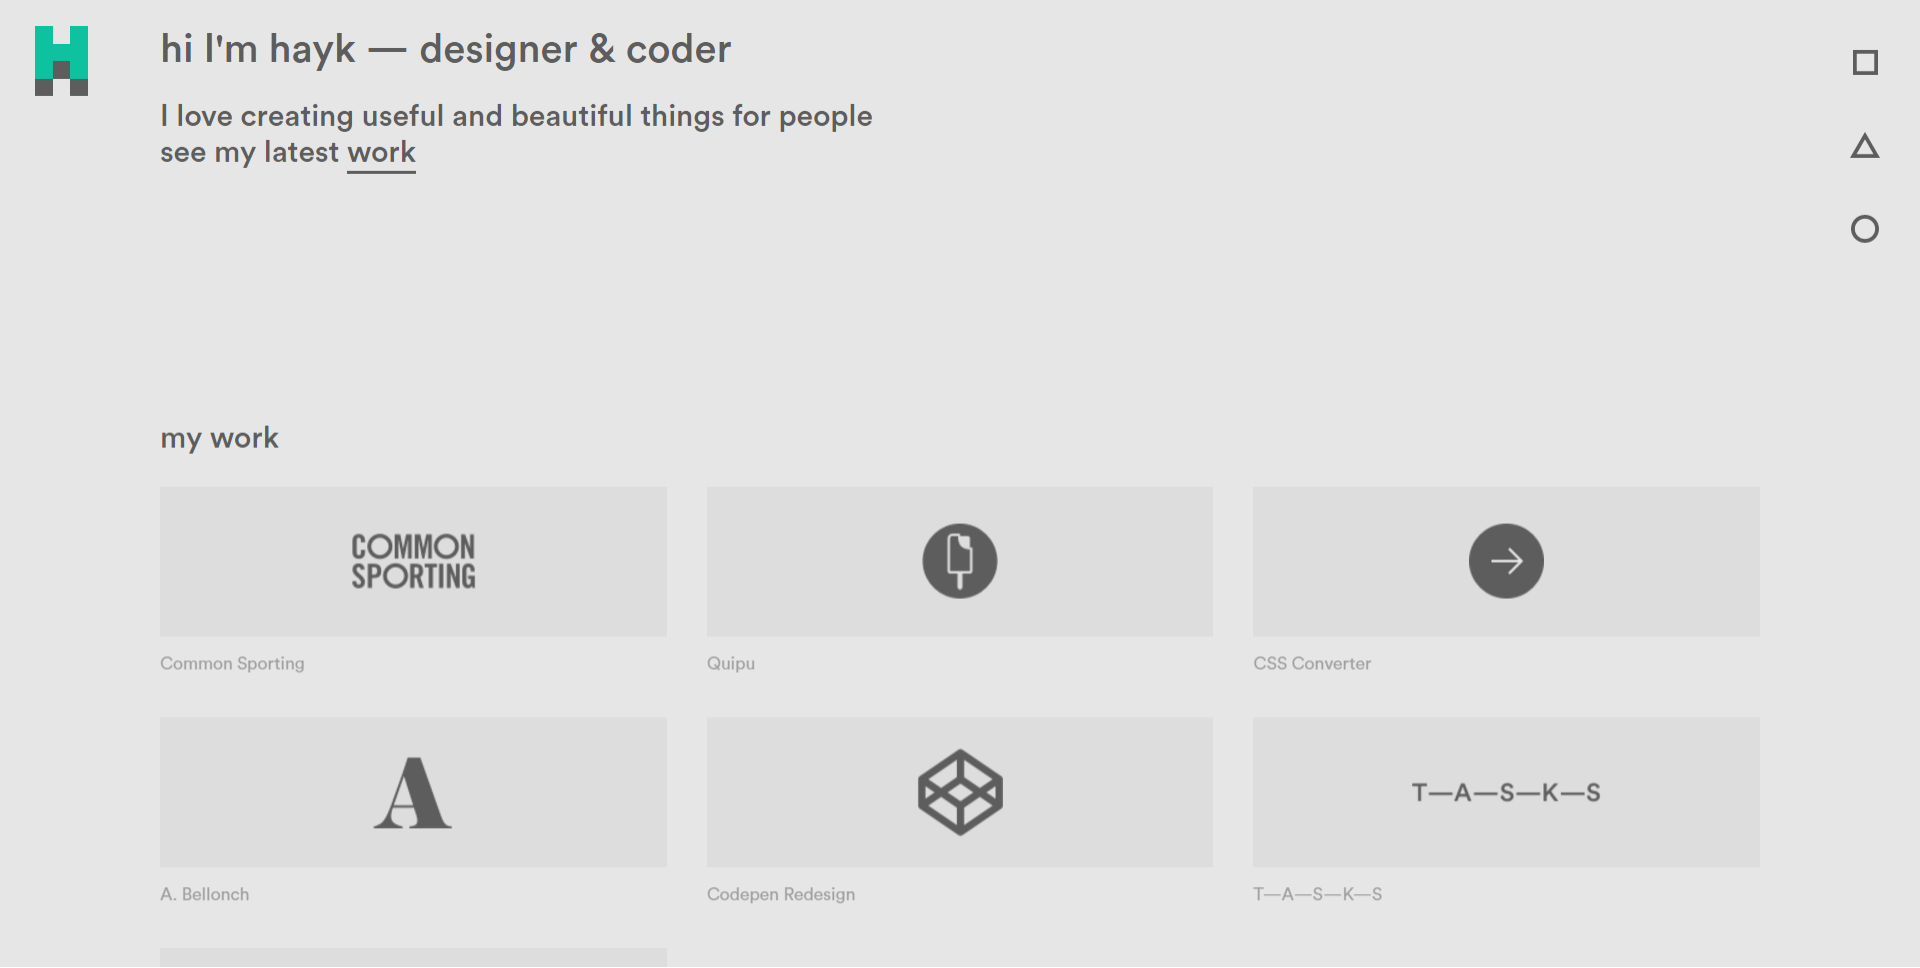 hi I'm hayk — designer & coder
I love creating useful and beautiful things for people
see my latest work
my work
COMMON
SPORTING
Common Sporting
Quipu
CSS Converter
A
T—A—S—K—S
A. Bellonch
Codepen Redesign
T—A—S—K—S